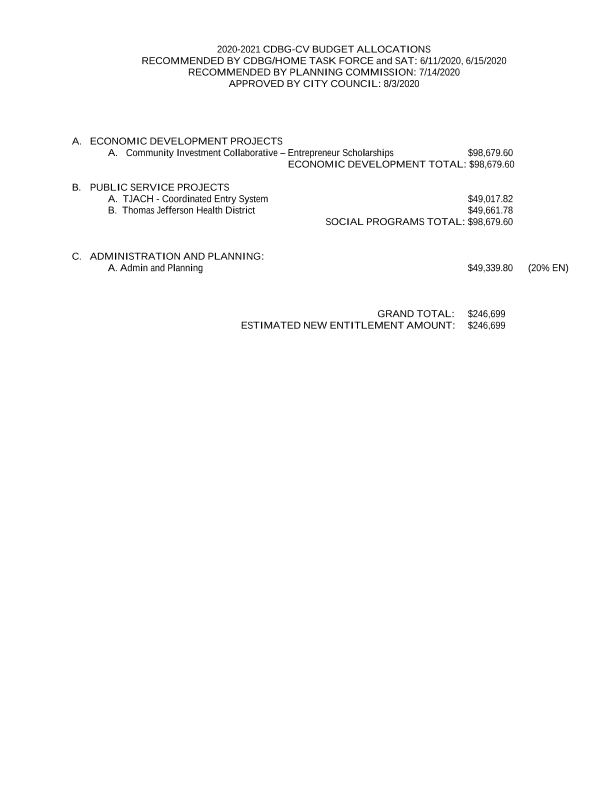 2020-2021 CDBG-CV BUDGET ALLOCATIONS
RECOMMENDED BY CDBG/HOME TASK FORCE and SAT: 6/11/2020, 6/15/2020
RECOMMENDED BY PLANNING COMMISSION: 7/14/2020
APPROVED BY CITY COUNCIL: 8/3/2020
A. ECONOMIC DEVELOPMENT PROJECTS
A. Community Investment Collaborative – Entrepreneur Scholarships $98,679.60
ECONOMIC DEVELOPMENT TOTAL: $98,679.60
B. PUBLIC SERVICE PROJECTS
A. TJACH - Coordinated Entry System $49,017.82
B. Thomas Jefferson Health District $49,661.78
SOCIAL PROGRAMS TOTAL: $98,679.60
C. ADMINISTRATION AND PLANNING:
A. Admin and Planning $49,339.80 (20% EN)
GRAND TOTAL: $246,699
ESTIMATED NEW ENTITLEMENT AMOUNT: $246,699